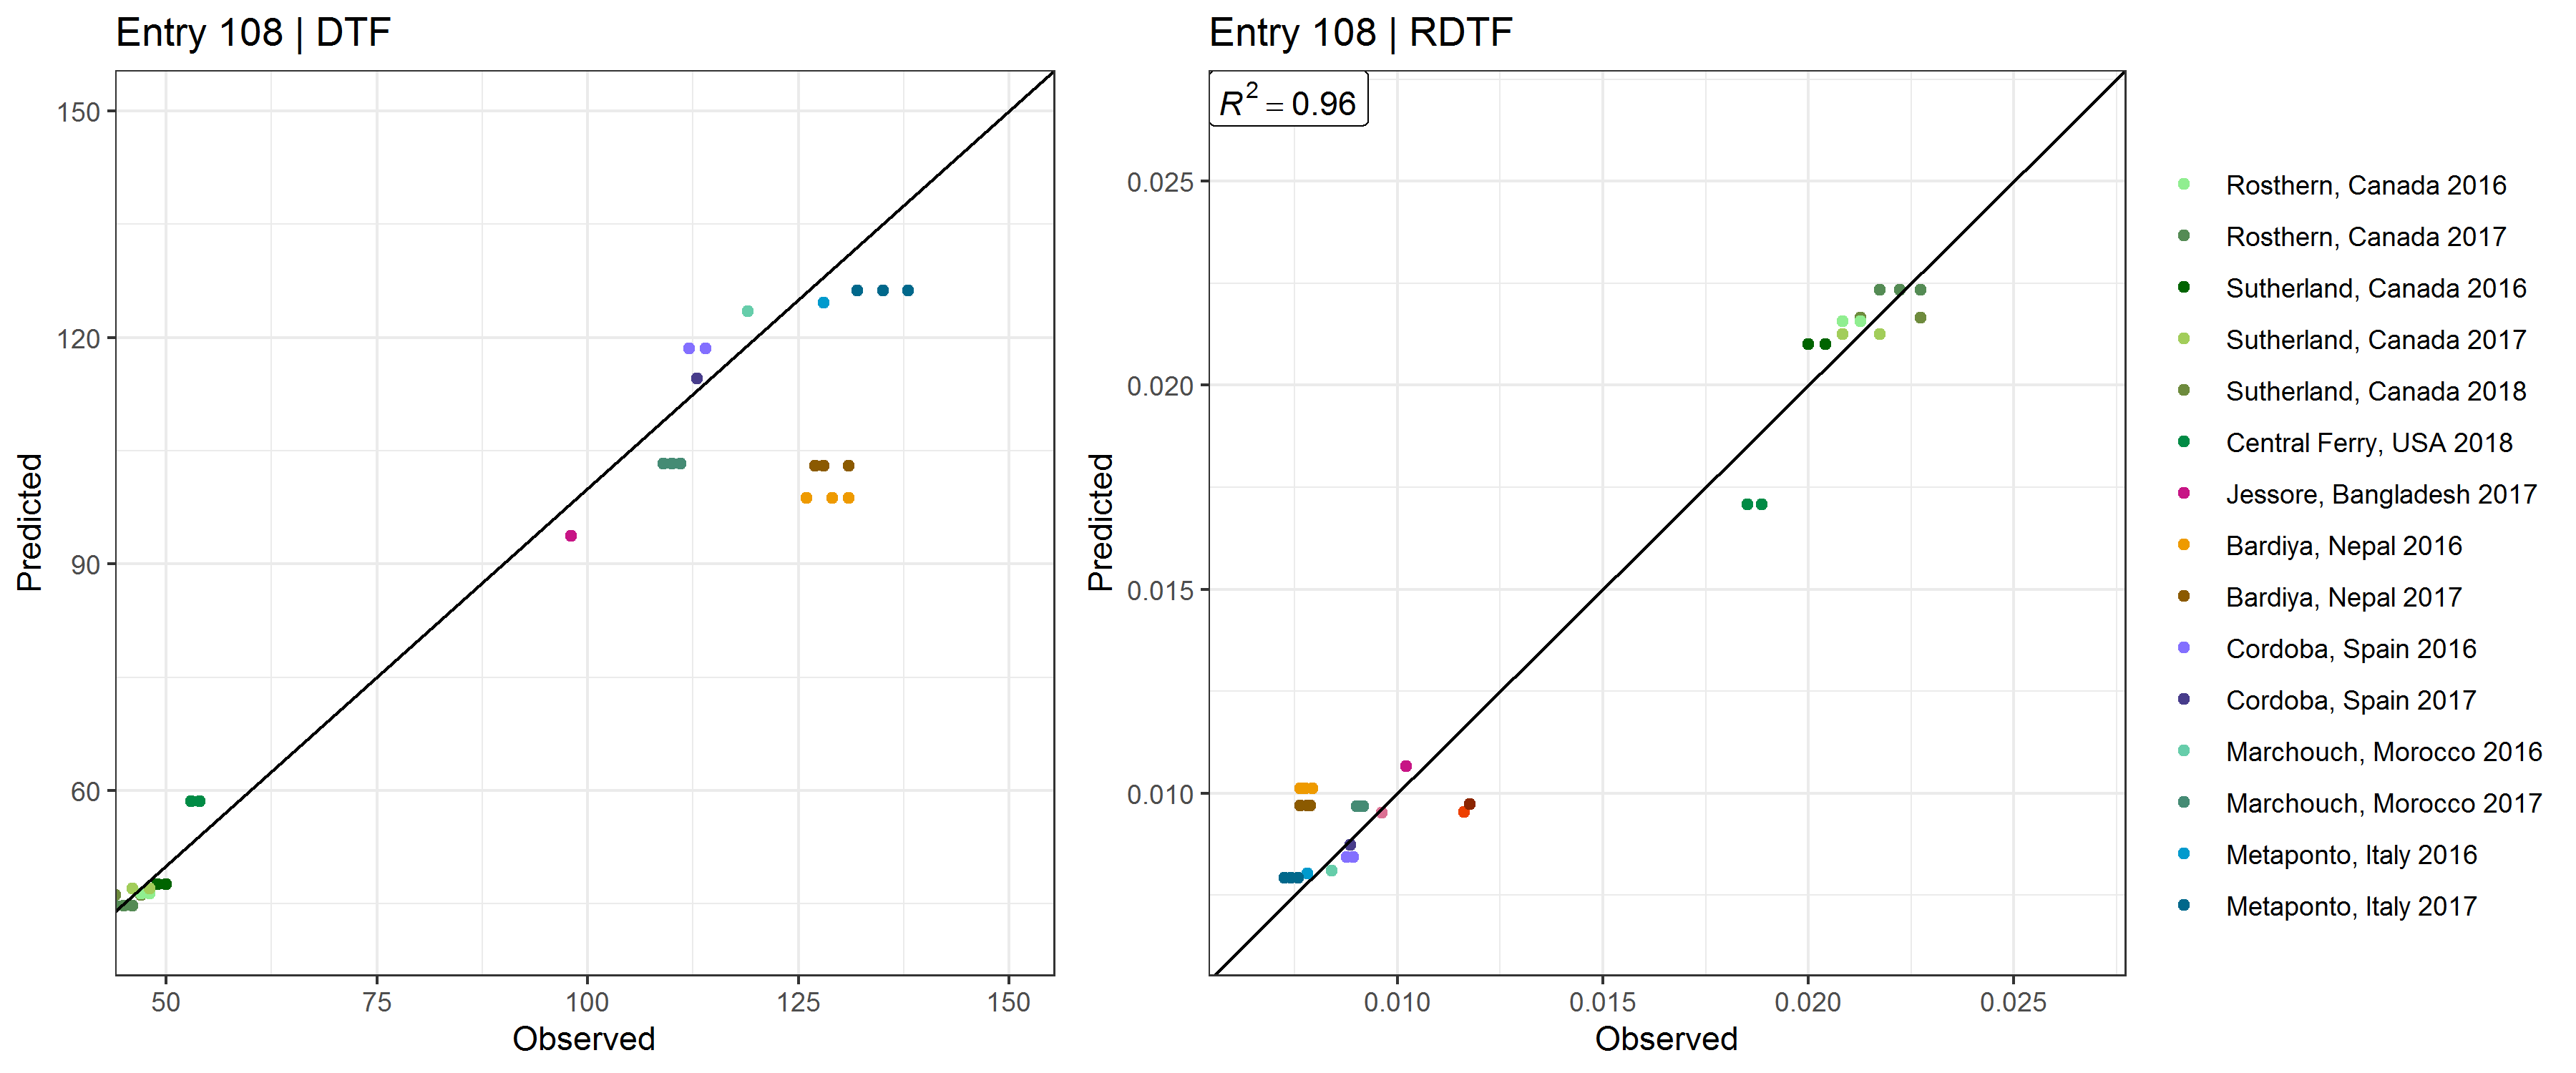 Entry 108 | DTF
150
120
90
60
Predicted
50
75
100
125
150
Observed
Entry 108 | RDTF
R² = 0.96
0.025
0.020
0.015
0.010
Predicted
0.010
0.015
0.020
0.025
Observed
Rosthern, Canada 2016
Rosthern, Canada 2017
Sutherland, Canada 2016
Sutherland, Canada 2017
Sutherland, Canada 2018
Central Ferry, USA 2018
Jessore, Bangladesh 2017
Bardiya, Nepal 2016
Bardiya, Nepal 2017
Cordoba, Spain 2016
Cordoba, Spain 2017
Marchouch, Morocco 2016
Marchouch, Morocco 2017
Metaponto, Italy 2016
Metaponto, Italy 2017